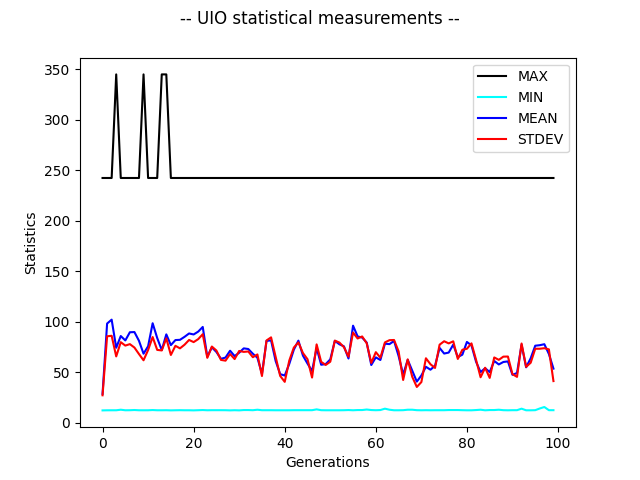 -- UIO statistical measurements --
MAX
MIN
MEAN
STDEV
Statistics
350
300
250
200
150
100
50
0
0 20 40 60 80 100
Generations